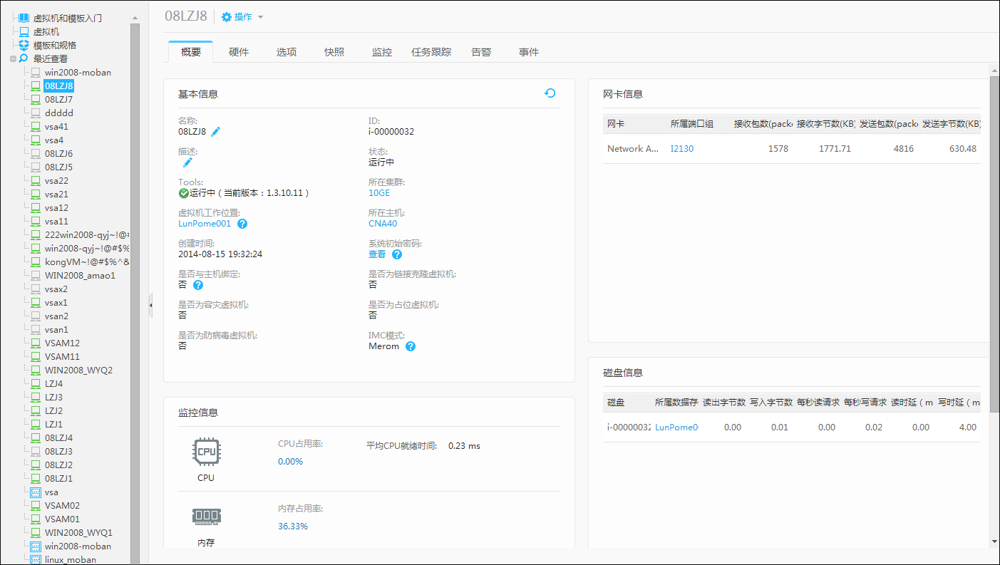 虚拟机和模板入门
虚拟机
模板和规格
最近查看
win2008-moban
08LZJ8
08LZJ7
ddddd
vsa41
vsa4
08LZJ6
08LZJ5
vsa22
vsa21
vsa12
vsa11
222win2008-qyj~!@#
win2008-qyj~!@#$%
kongVM~!@#$%^&
WIN2008_amao1
vsax2
vsax1
vsan2
vsan1
VSAM12
VSAM11
WIN2008_WYQ2
LZJ4
LZJ3
LZJ2
LZJ1
08LZJ4
08LZJ3
08LZJ2
08LZJ1
vsa
VSAM02
VSAM01
WIN2008_WYQ1
win2008-moban
linux_moban
08LZJ8 操作
概要 硬件 选项 快照 监控 任务跟踪 告警 事件
基本信息
名称: ID:
08LZJ8 i-00000032
描述: 状态:
运行中
Tools: 所在集群:
运行中（当前版本：1.3.10.11） 10GE
虚拟机工作位置: 所在主机:
LunPome001 CNA40
创建时间: 系统初始密码:
2014-08-15 19:32:24 查看
是否与主机绑定: 是否为链接克隆虚拟机:
否 否
是否为容灾虚拟机: 是否为占位虚拟机:
否 否
是否为防病毒虚拟机: IMC模式:
否 Merom
监控信息
CPU
CPU占用率: 平均CPU就绪时间: 0.23 ms
0.00%
CPU
内存占用率:
36.33%
内存
网卡信息
网卡 所属端口组 接收包数(pack 接收字节数(KB) 发送包数(pack 发送字节数(KB)
Network A... I2130 1578 1771.71 4816 630.48
磁盘信息
磁盘 所属数据存 读出字节数 写入字节数 每秒读请求 每秒写请求 读时延（m 写时延（m
i-00000032 LunPome0 0.00 0.01 0.00 0.02 0.00 4.00